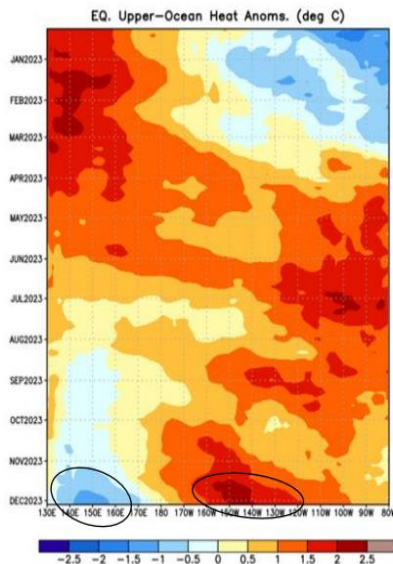 EQ. Upper-Ocean Heat Anoms. (deg C)
JAN2023
FEB2023
MAR2023
APR2023
MAY2023
JUN2023
JUL2023
AUG2023
SEP2023
OCT2023
NOV2023
DEC2023
130E 140E 150E 160E 170E 180 170W 160W 150W 140W 130W 120W 110W 100W 90W 80W
-2.5 -2 -1.5 -1 -0.5 0 0.5 1 1.5 2 2.5